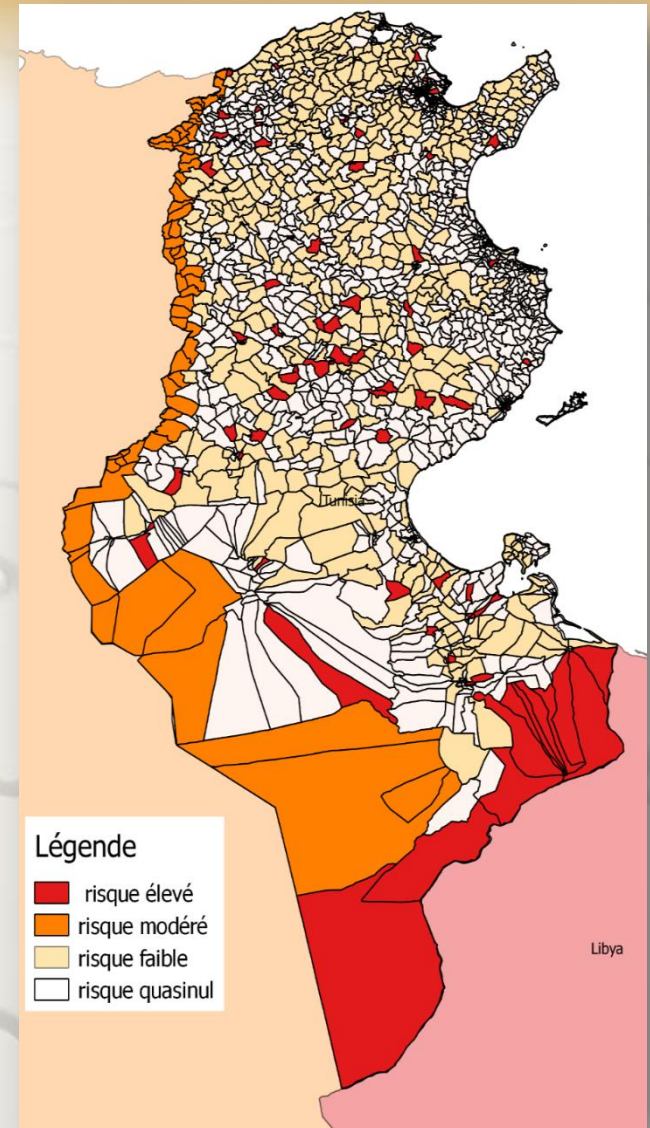 Tunisia
Légende
risque élevé
risque modéré
risque faible
risque quasinul
Libya